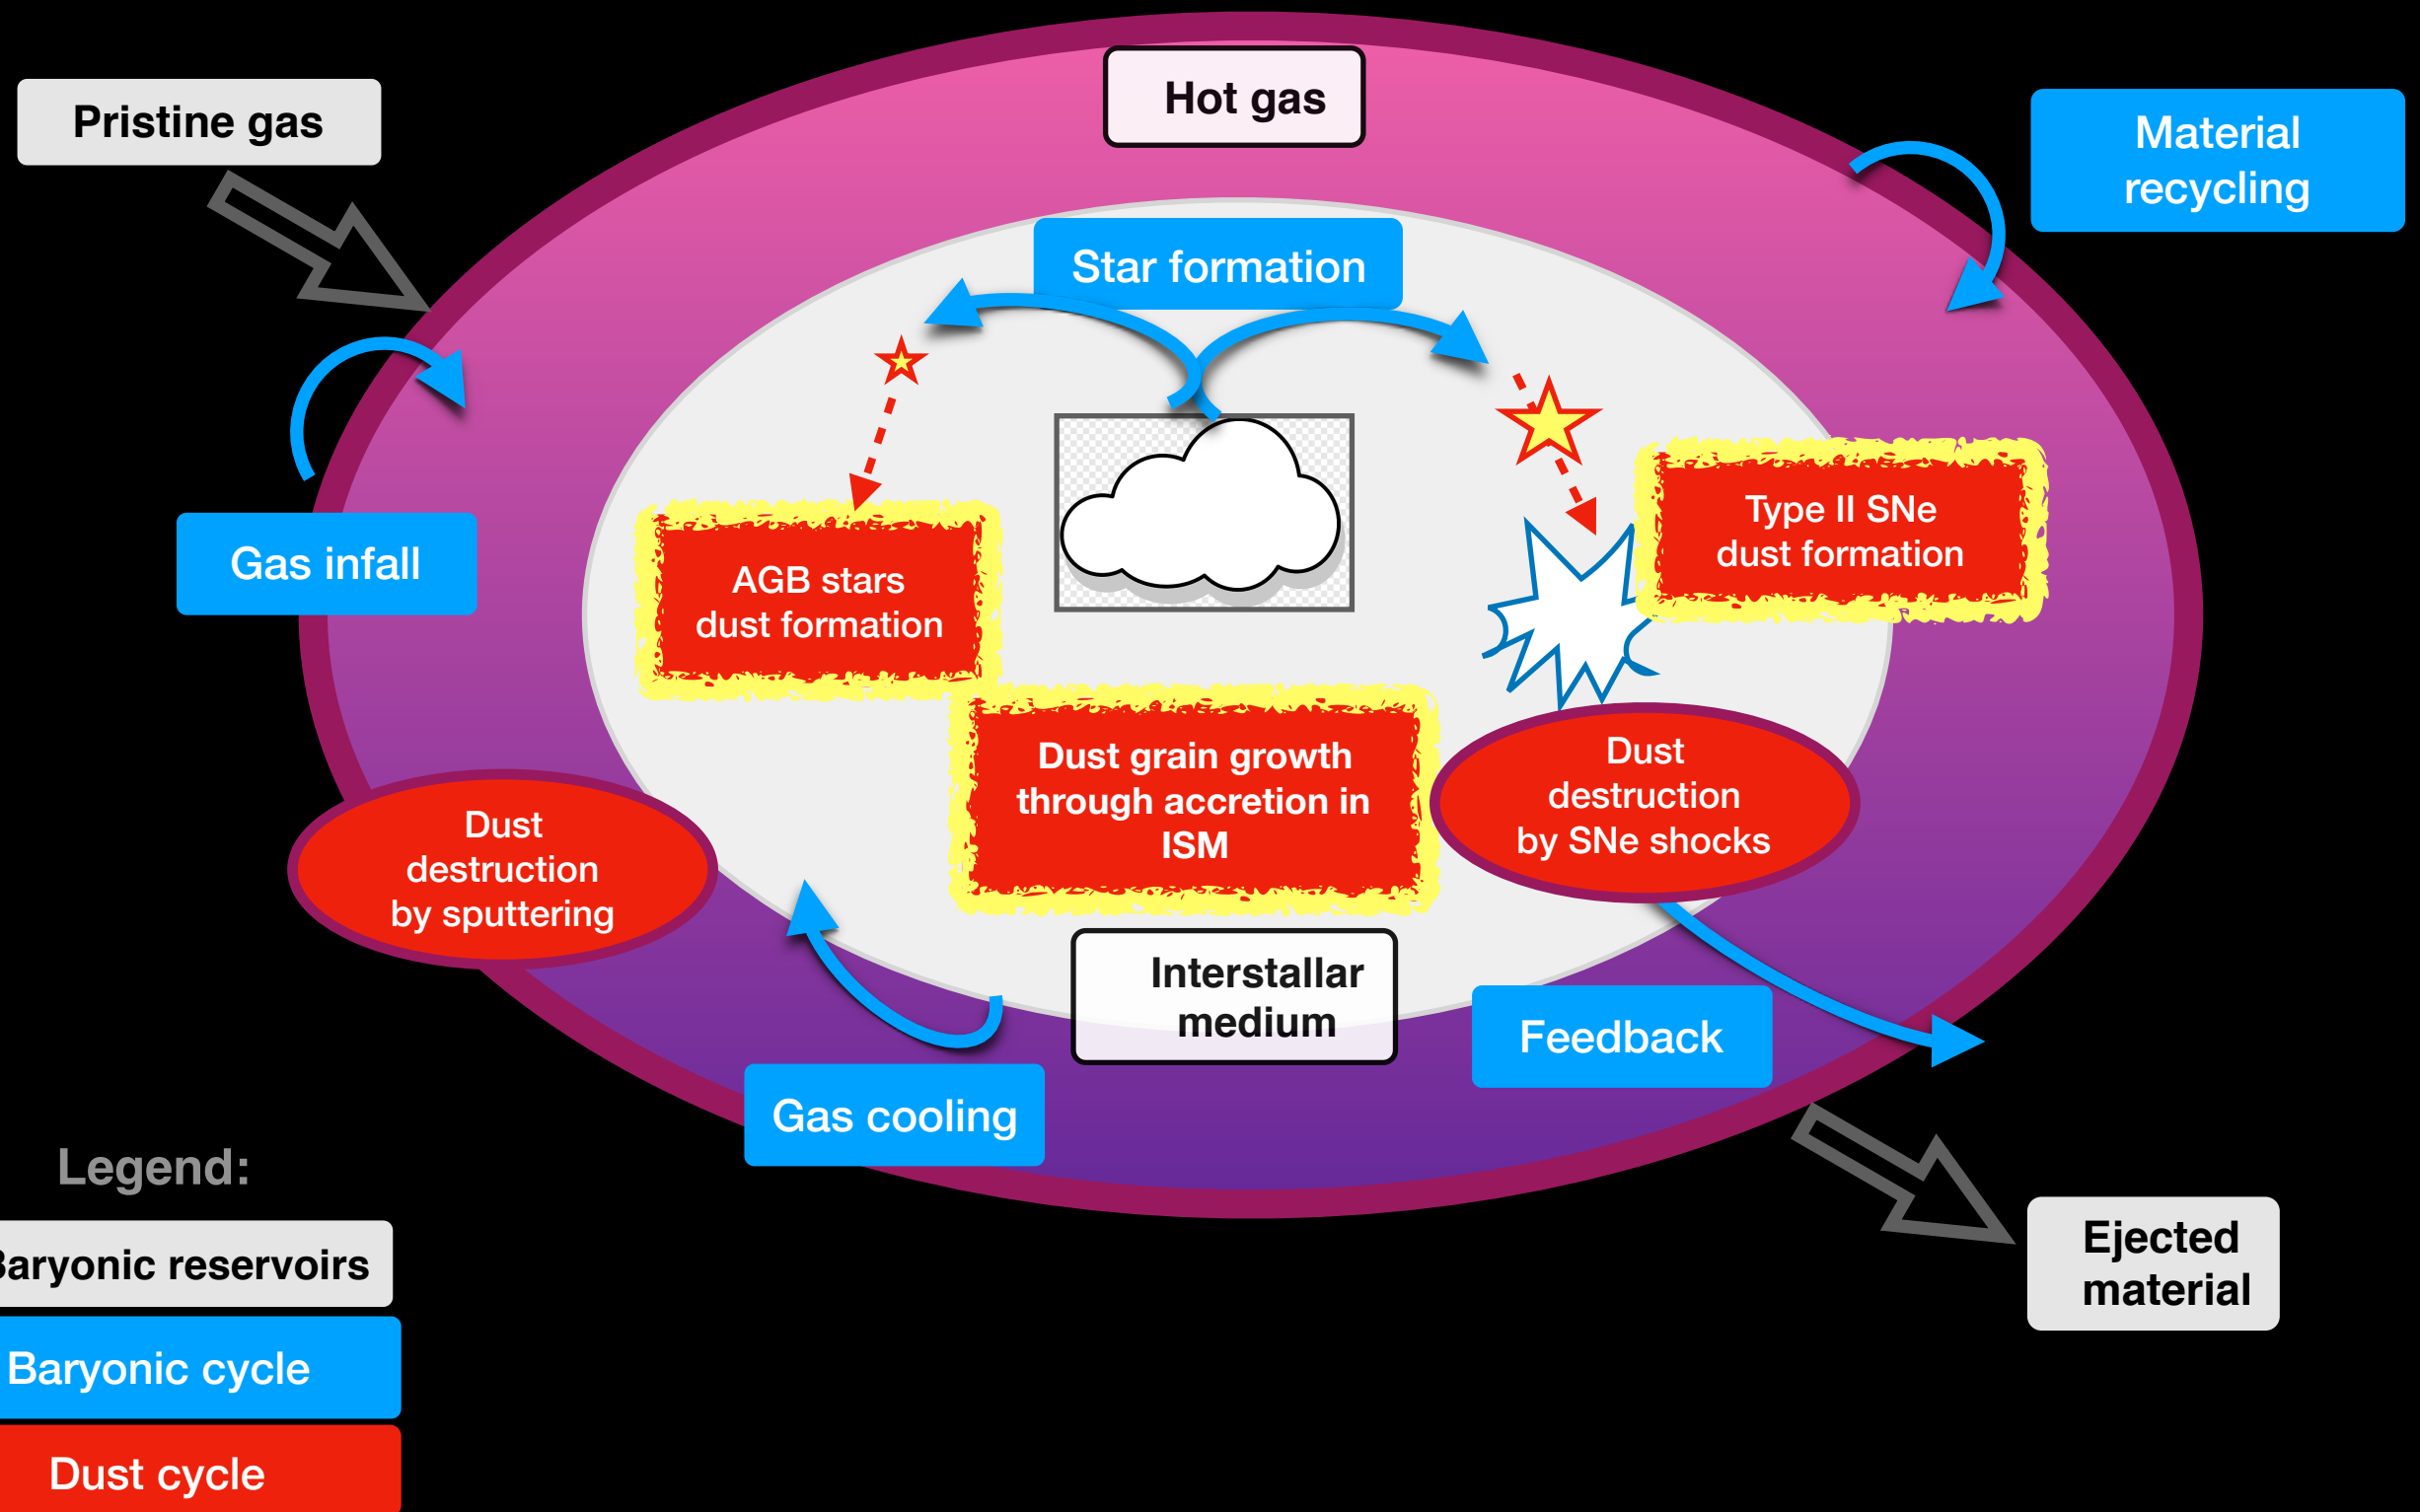 Hot gas
Pristine gas
Material
recycling
Star formation
Type II SNe
dust formation
Gas infall
AGB stars
dust formation
Dust grain growth
through accretion in
ISM
Dust
destruction
by SNe shocks
Dust
destruction
by sputtering
Interstallar
medium
Feedback
Gas cooling
Ejected
material
Legend:
Baryonic reservoirs
Baryonic cycle
Dust cycle